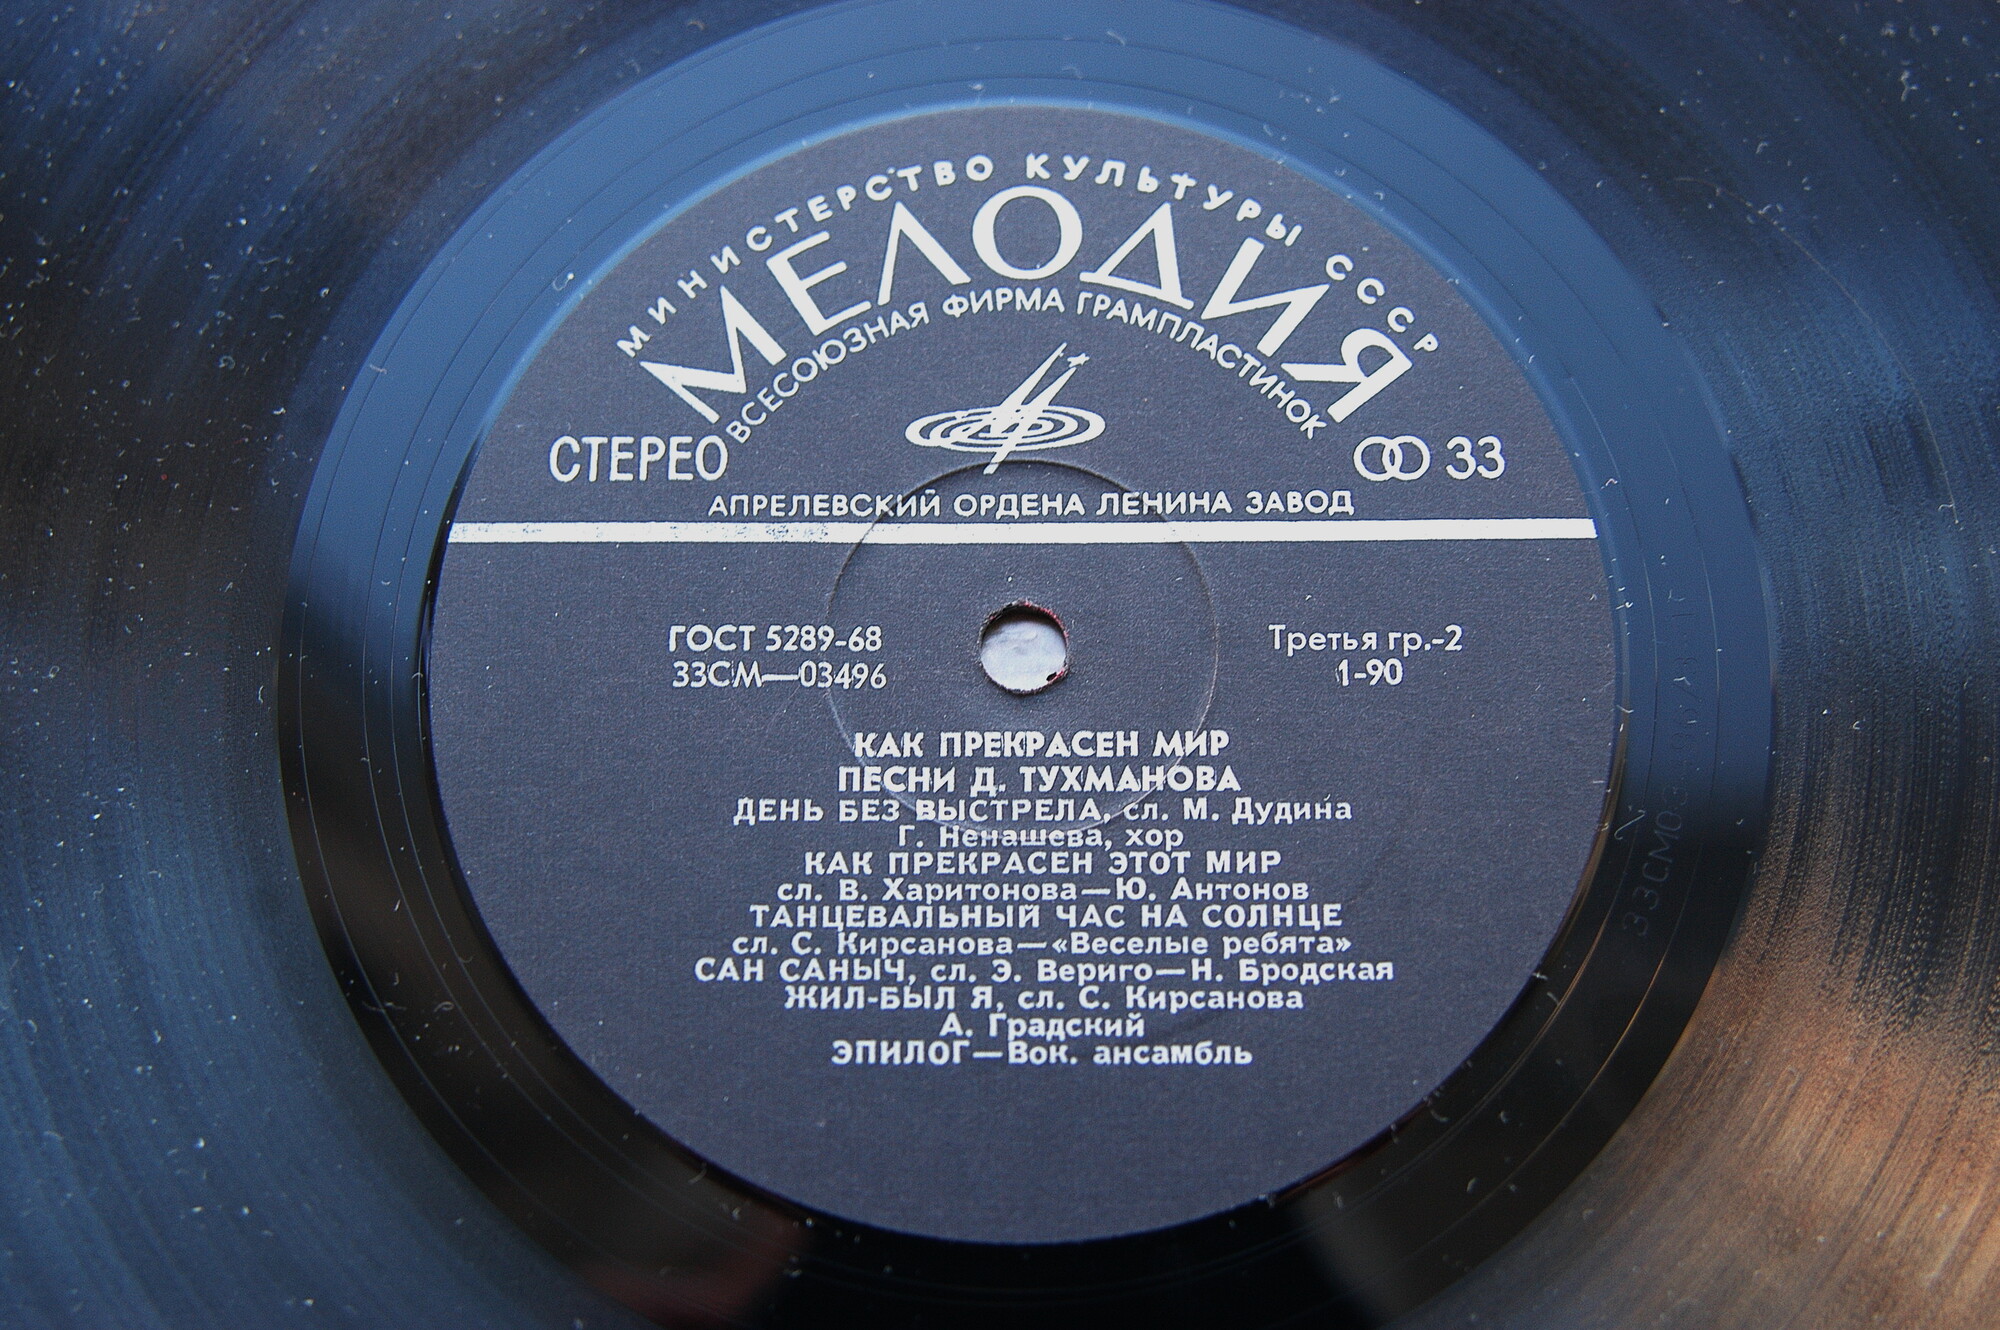 МИНИСТЕРСТВО КУЛЬТУРЫ СССР
МЕЛОДИЯ
ВСЕСОЮЗНАЯ ФИРМА ГРАМПЛАСТИНОК
СТЕРЕО
33
АПРЕЛЕВСКИЙ ОРДЕНА ЛЕНИНА ЗАВОД
ГОСТ 5289-68
Третья гр.-2
33СМ—03496
1-90
КАК ПРЕКРАСЕН МИР
ПЕСНИ Д. ТУХМАНОВА
ДЕНЬ БЕЗ ВЫСТРЕЛА, сл. М. Дудина
Г. Ненашева, хор
КАК ПРЕКРАСЕН ЭТОТ МИР
сл. В. Харитонова—Ю. Антонов
ТАНЦЕВАЛЬНЫЙ ЧАС НА СОЛНЦЕ
сл. С. Кирсанова—«Веселые ребята»
САН САНЫЧ, сл. Э. Вериго—Н. Бродская
ЖИЛ-БЫЛ Я, сл. С. Кирсанова
А. Градский
ЭПИЛОГ—Вок. ансамбль